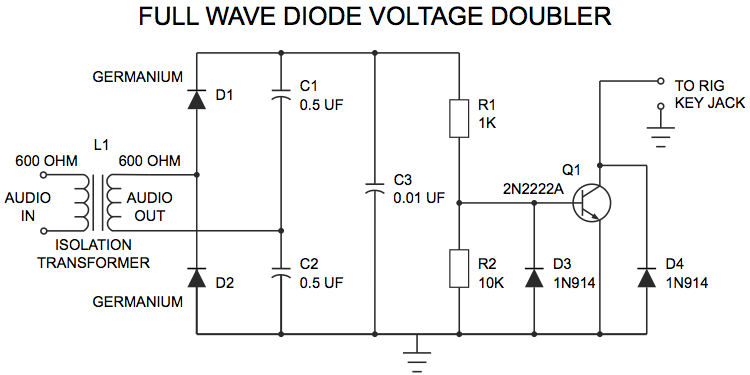 FULL WAVE DIODE VOLTAGE DOUBLER
GERMANIUM
D1
C1
0.5 UF
R1
1K
TO RIG
KEY JACK
L1
600 OHM
600 OHM
AUDIO
IN
AUDIO
OUT
ISOLATION
TRANSFORMER
C3
0.01 UF
Q1
2N2222A
D2
GERMANIUM
C2
0.5 UF
R2
10K
D3
1N914
D4
1N914